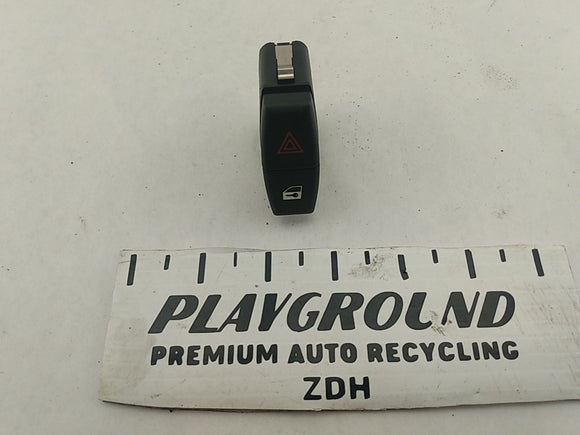 PLAYGROUND
PREMIUM AUTO RECYCLING
ZDH